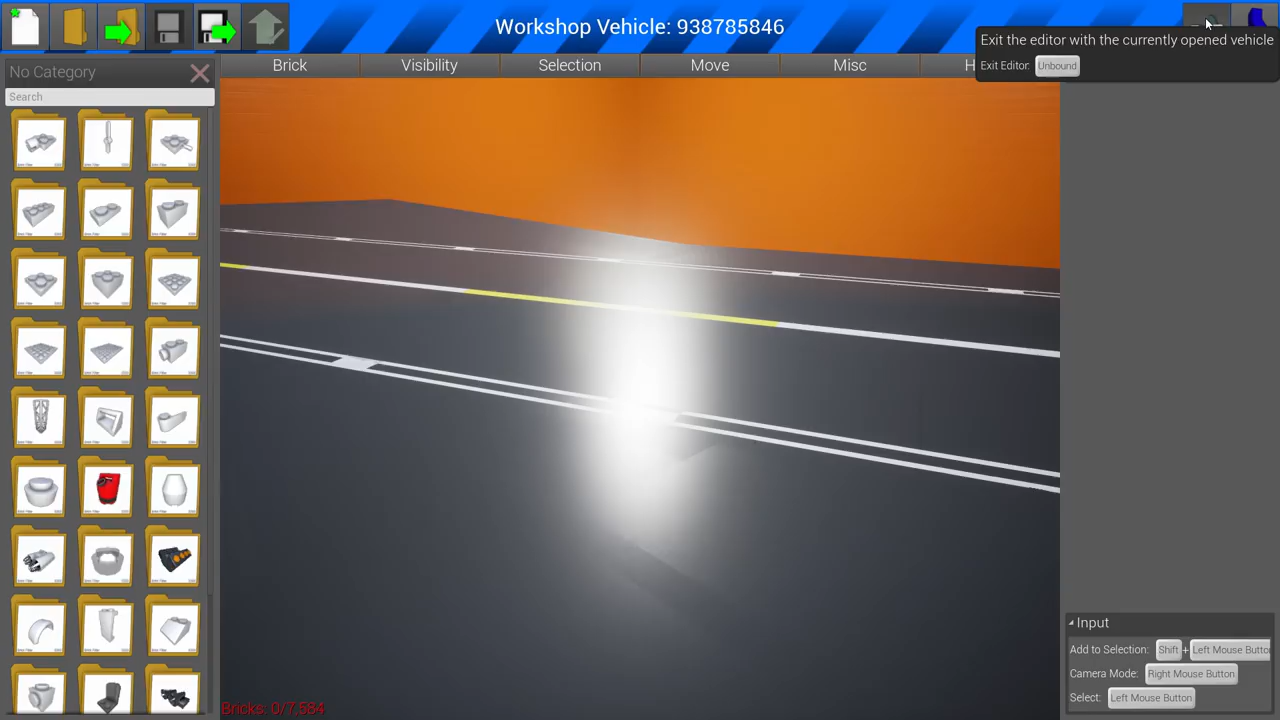 Workshop Vehicle: 938785846
Exit the editor with the currently opened vehicle
Exit Editor: Unbound
No Category
Search
Brick
Visibility
Selection
Move
Misc
H
Input
Add to Selection: Shift + Left Mouse Butto
Camera Mode: Right Mouse Button
Select: Left Mouse Button
Bricks: 0/7.584